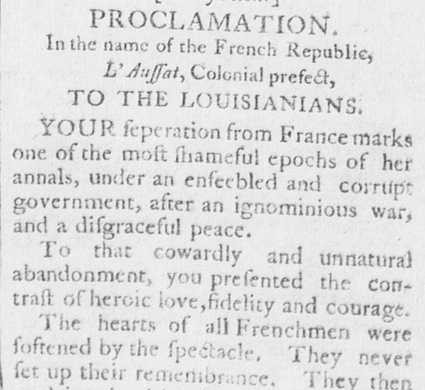 PROCLAMATION.
In the name of the French Republic,
L'Auſſat, Colonial prefect,
TO THE LOUISIANIANS.
YOUR ſeperation from France marks
one of the moſt ſhameful epochs of her
annals, under an enfeebled and corrupt
government, after an ignominious war,
and a diſgraceful peace.
To that cowardly and unnatural
abandonment, you preſented the con-
traſt of heroic love, fidelity and courage.
The hearts of all Frenchmen were
ſoftened by the ſpectacle. They never
ſet up their remembrance. They then